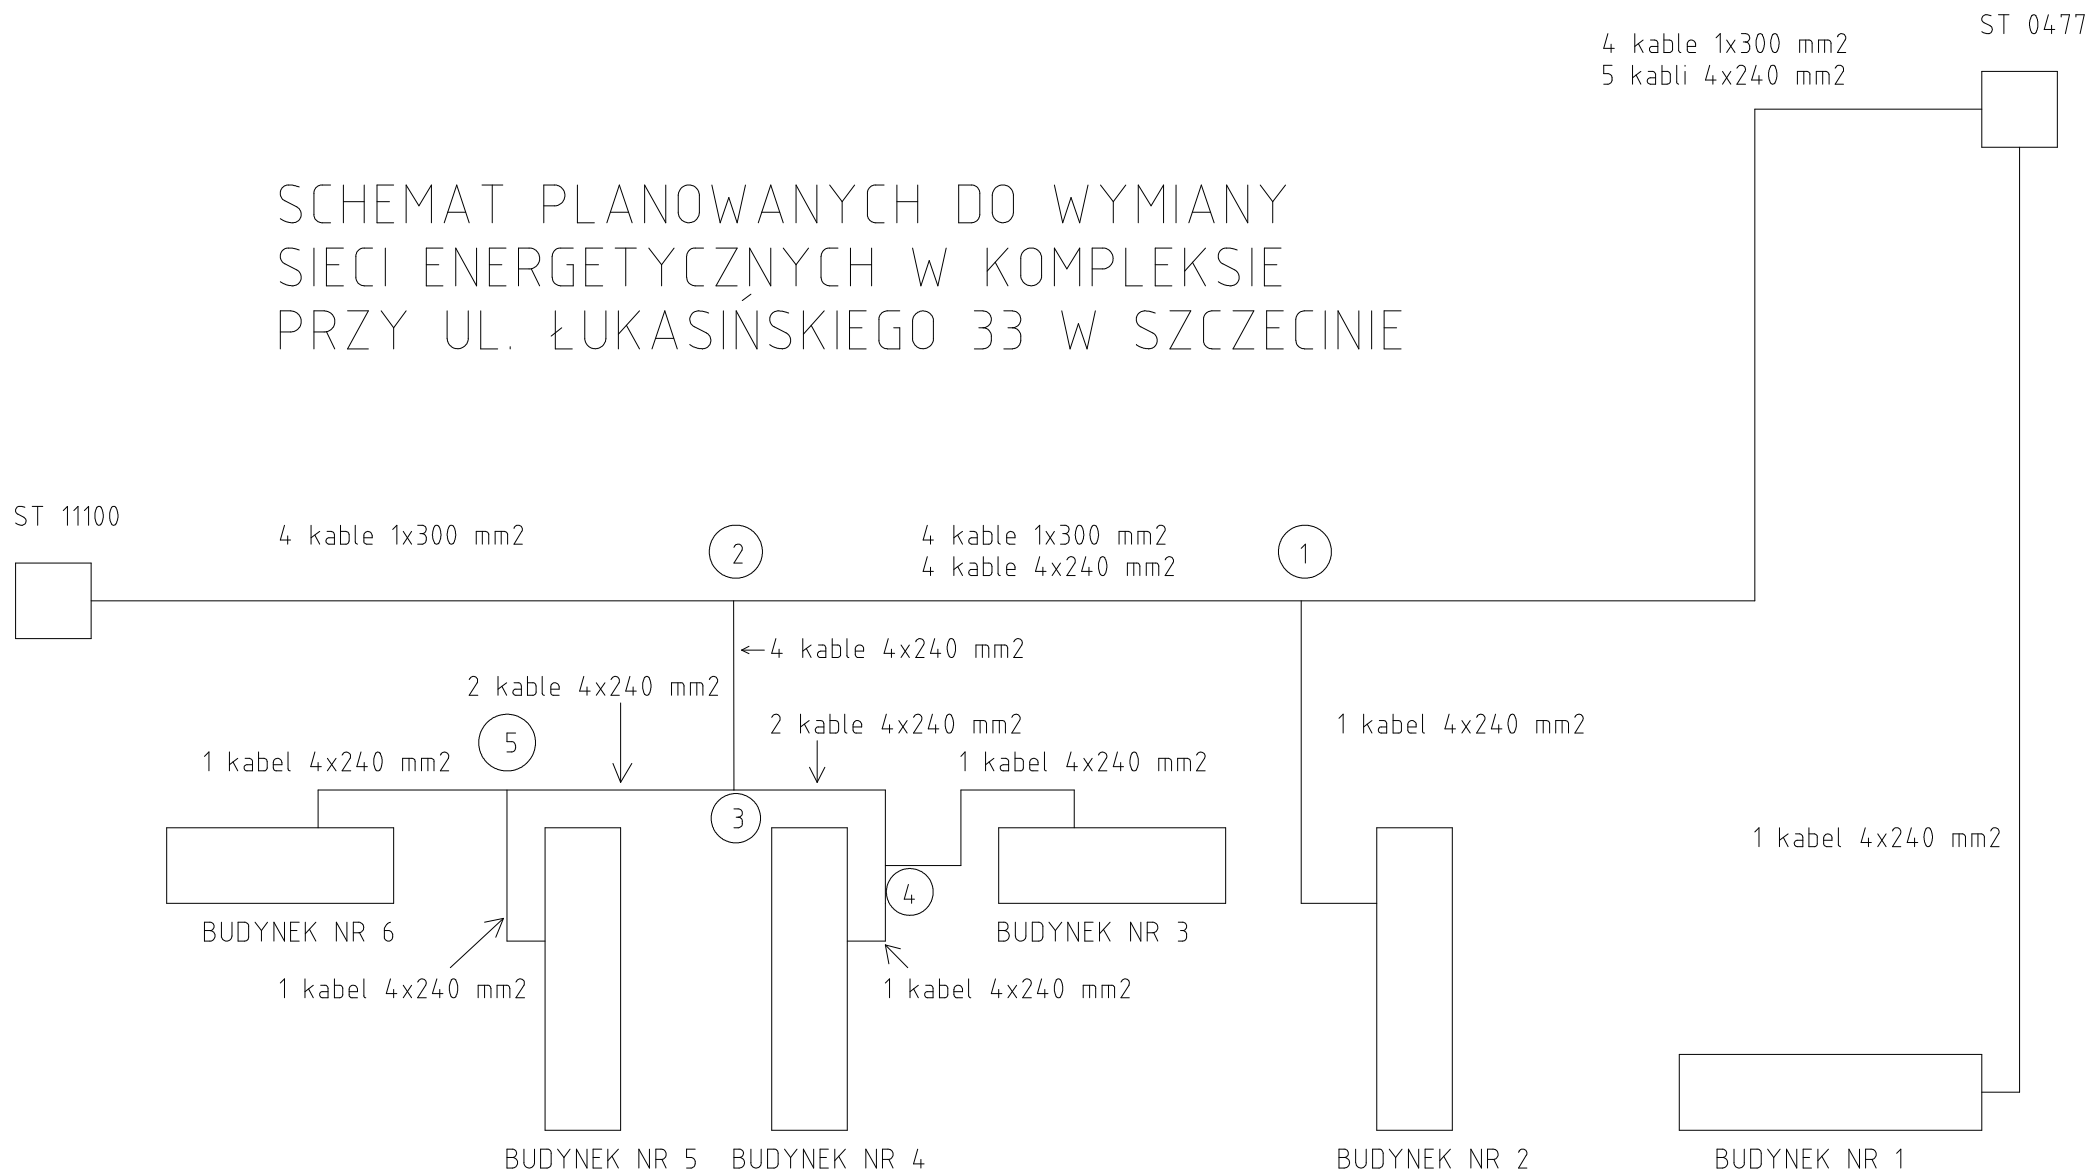 ST 0477
4 kable 1x300 mm2
5 kabli 4x240 mm2
SCHEMAT PLANOWANYCH DO WYMIANY
SIECI ENERGETYCZNYCH W KOMPLEKSIE
PRZY UL. ŁUKASIŃSKIEGO 33 W SZCZECINIE
ST 11100
4 kable 1x300 mm2
2
4 kable 1x300 mm2
4 kable 4x240 mm2
1
4 kable 4x240 mm2
2 kable 4x240 mm2
5
2 kable 4x240 mm2
1 kabel 4x240 mm2
1 kabel 4x240 mm2
1 kabel 4x240 mm2
3
1 kabel 4x240 mm2
4
BUDYNEK NR 6
BUDYNEK NR 3
1 kabel 4x240 mm2
1 kabel 4x240 mm2
BUDYNEK NR 5
BUDYNEK NR 4
BUDYNEK NR 2
BUDYNEK NR 1